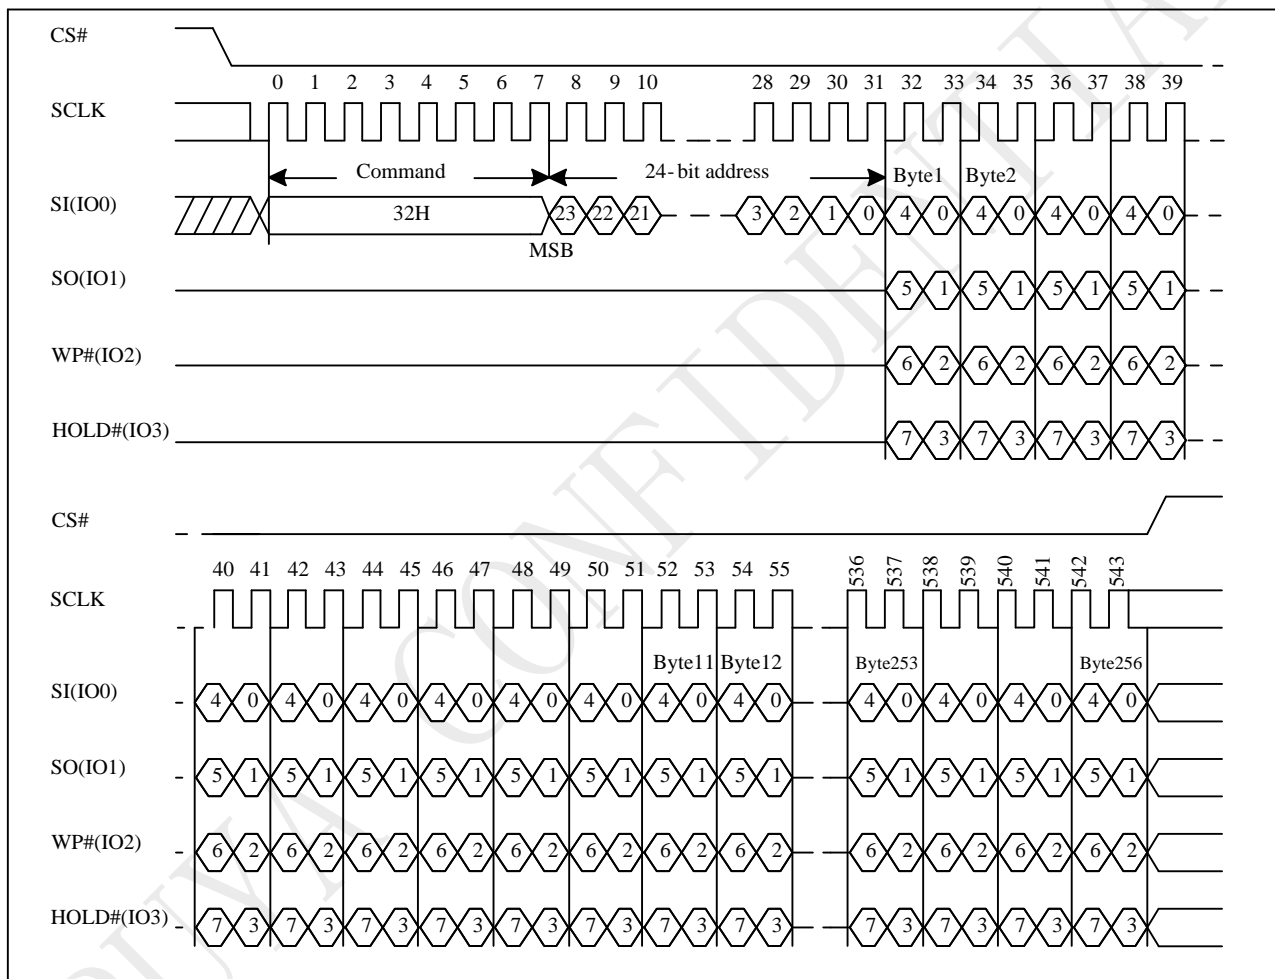 CS#
0 1 2 3 4 5 6 7 8 9 10 28 29 30 31 32 33 34 35 36 37 38 39
SCLK
Command 24-bit address Byte1 Byte2
SI(IO0) 32H 23 22 21 3 2 1 0 4 0 4 0 4 0 4 0
MSB
SO(IO1) 5 1 5 1 5 1 5 1
WP#(IO2) 6 2 6 2 6 2 6 2
HOLD#(IO3) 7 3 7 3 7 3 7 3
CS#
40 41 42 43 44 45 46 47 48 49 50 51 52 53 54 55 536 537 538 539 540 541 542 543
SCLK
Byte11 Byte12 Byte253 Byte256
SI(IO0) 4 0 4 0 4 0 4 0 4 0 4 0 4 0 4 0 4 0 4 0 4 0 4 0
SO(IO1) 5 1 5 1 5 1 5 1 5 1 5 1 5 1 5 1 5 1 5 1 5 1 5 1
WP#(IO2) 6 2 6 2 6 2 6 2 6 2 6 2 6 2 6 2 6 2 6 2 6 2 6 2
HOLD#(IO3) 7 3 7 3 7 3 7 3 7 3 7 3 7 3 7 3 7 3 7 3 7 3 7 3